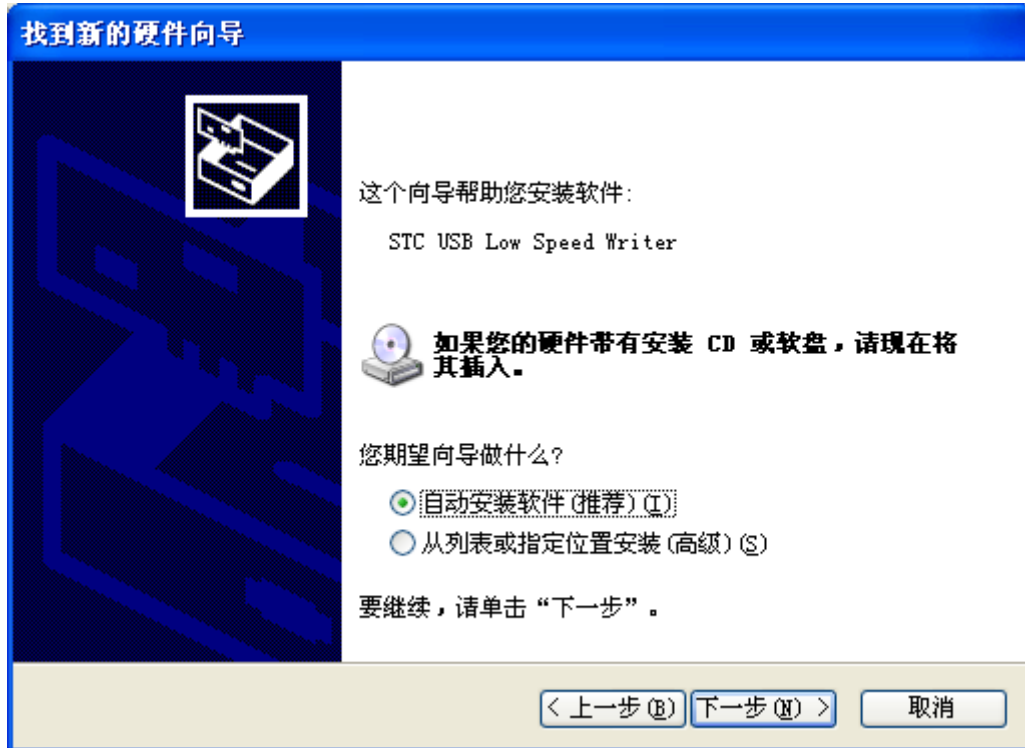 找到新的硬件向导
这个向导帮助您安装软件:
STC USB Low Speed Writer
如果您的硬件带有安装 CD 或软盘，请现在将
其插入。
您期望向导做什么?
自动安装软件(推荐)(I)
从列表或指定位置安装(高级)(S)
要继续，请单击“下一步”。
< 上一步(B) 下一步(N) > 取消